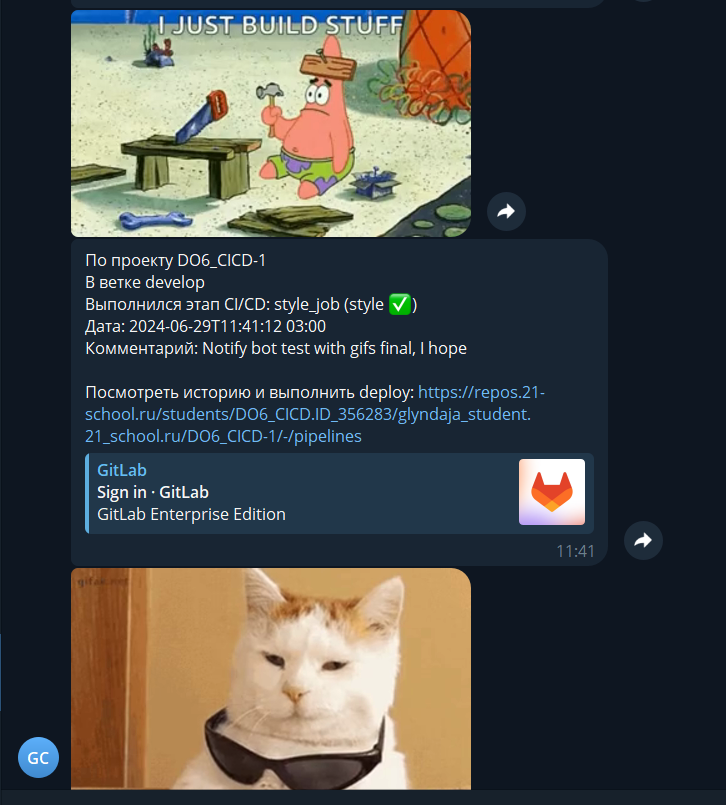 I JUST BUILD STUFF
По проекту DO6_CICD-1
В ветке develop
Выполнился этап CI/CD: style_job (style ✅)
Дата: 2024-06-29T11:41:12 03:00
Комментарий: Notify bot test with gifs final, I hope
Посмотреть историю и выполнить deploy: https://repos.21-
school.ru/students/DO6_CICD.ID_356283/glyndaja_student.
21_school.ru/DO6_CICD-1/-/pipelines
GitLab
Sign in · GitLab
GitLab Enterprise Edition
11:41
gifak.net
GC